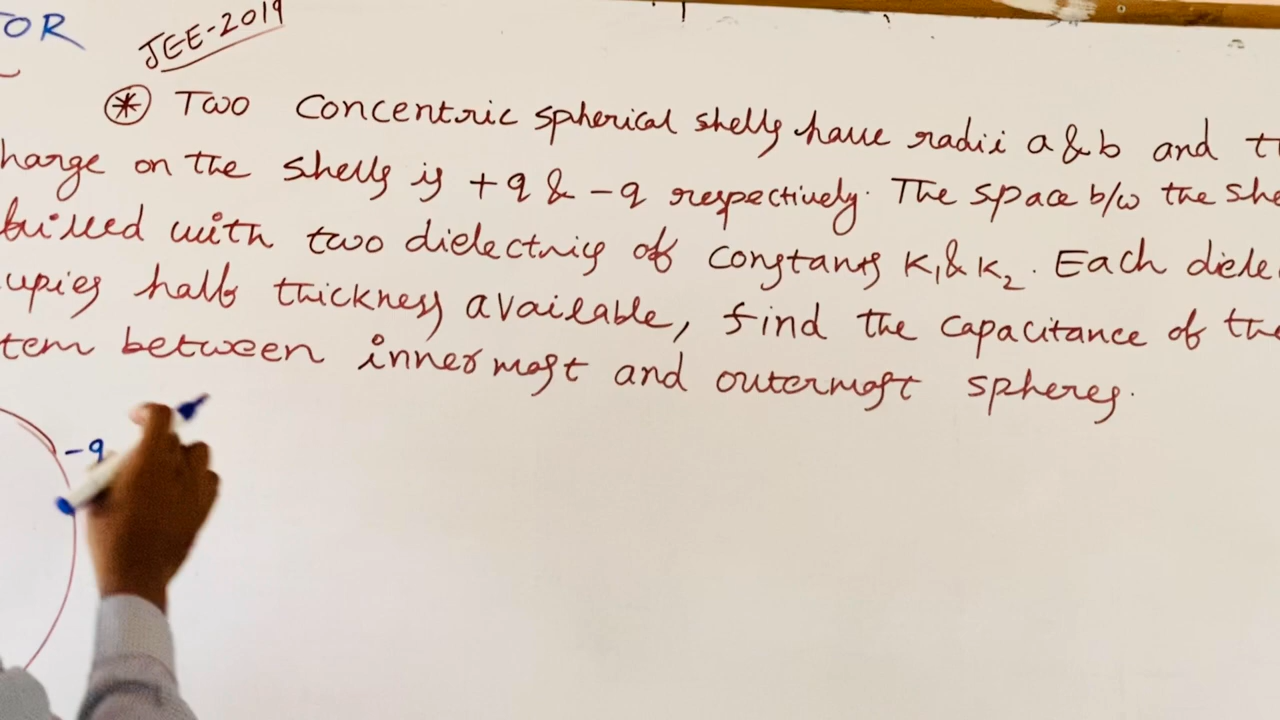 OR
JEE-2019
* Two Concentric spherical shells have radii a & b and t
harge on the shells is +q & -q respectively. The space b/w the She
filled with two dielectrics of constants K₁ & K₂. Each diele
upies half thickness available, find the capacitance of the
tem between innermost and outermost spheres.
-q